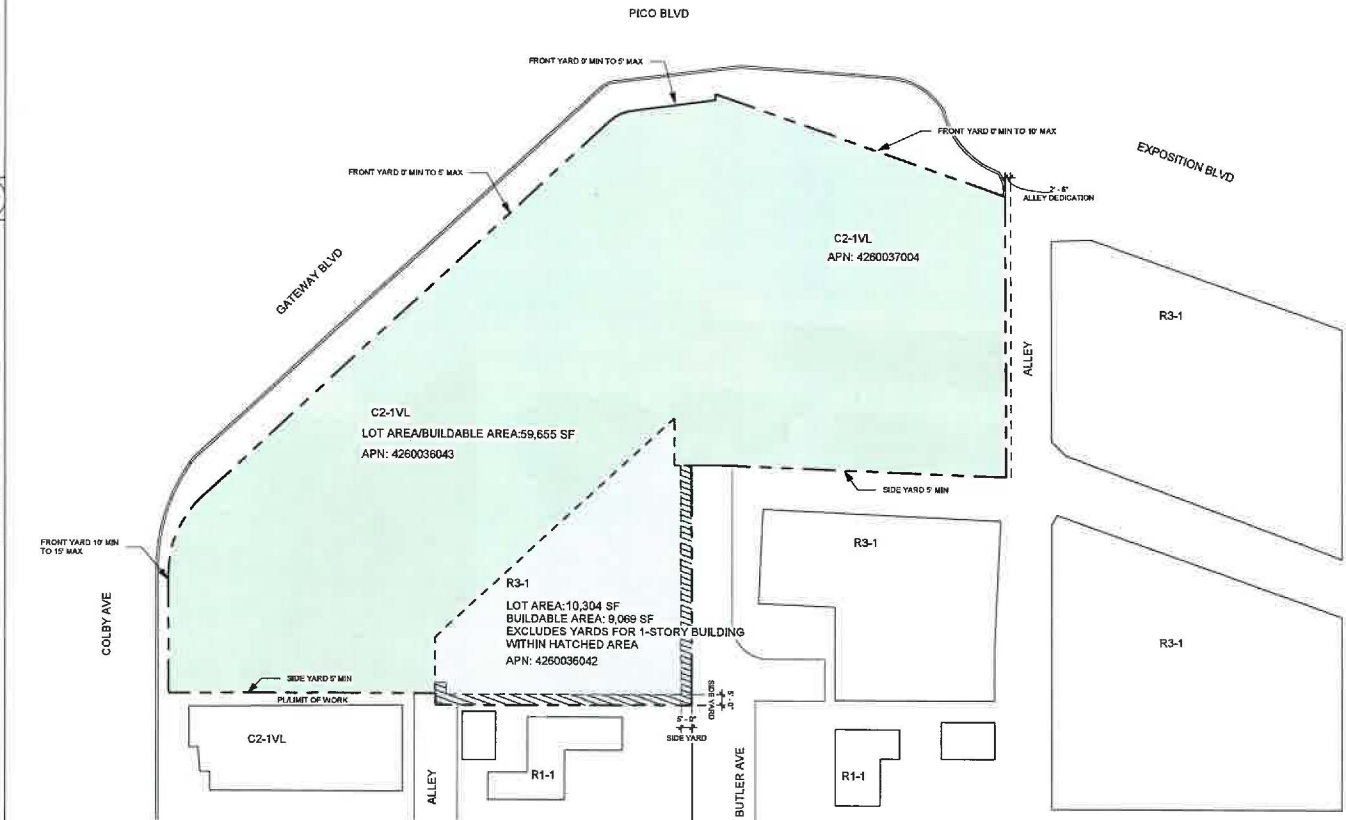 PICO BLVD
FRONT YARD 0' MIN TO 5' MAX
FRONT YARD 0' MIN TO 10' MAX
EXPOSITION BLVD
FRONT YARD 0' MIN TO 5' MAX
2' - 6"
ALLEY DEDICATION
C2-1VL
APN: 4260037004
GATEWAY BLVD
R3-1
ALLEY
C2-1VL
LOT AREA/BUILDABLE AREA:59,655 SF
APN: 4260036043
SIDE YARD 5' MIN
FRONT YARD 10' MIN
TO 15' MAX
R3-1
R3-1
LOT AREA:10,304 SF
BUILDABLE AREA: 9,069 SF
EXCLUDES YARDS FOR 1-STORY BUILDING
WITHIN HATCHED AREA
APN: 4260036042
COLBY AVE
R3-1
SIDE YARD 5' MIN
PL/LIMIT OF WORK
5' - 0"
SIDE YARD
5' - 0"
SIDE YARD
C2-1VL
ALLEY
R1-1
BUTLER AVE
R1-1